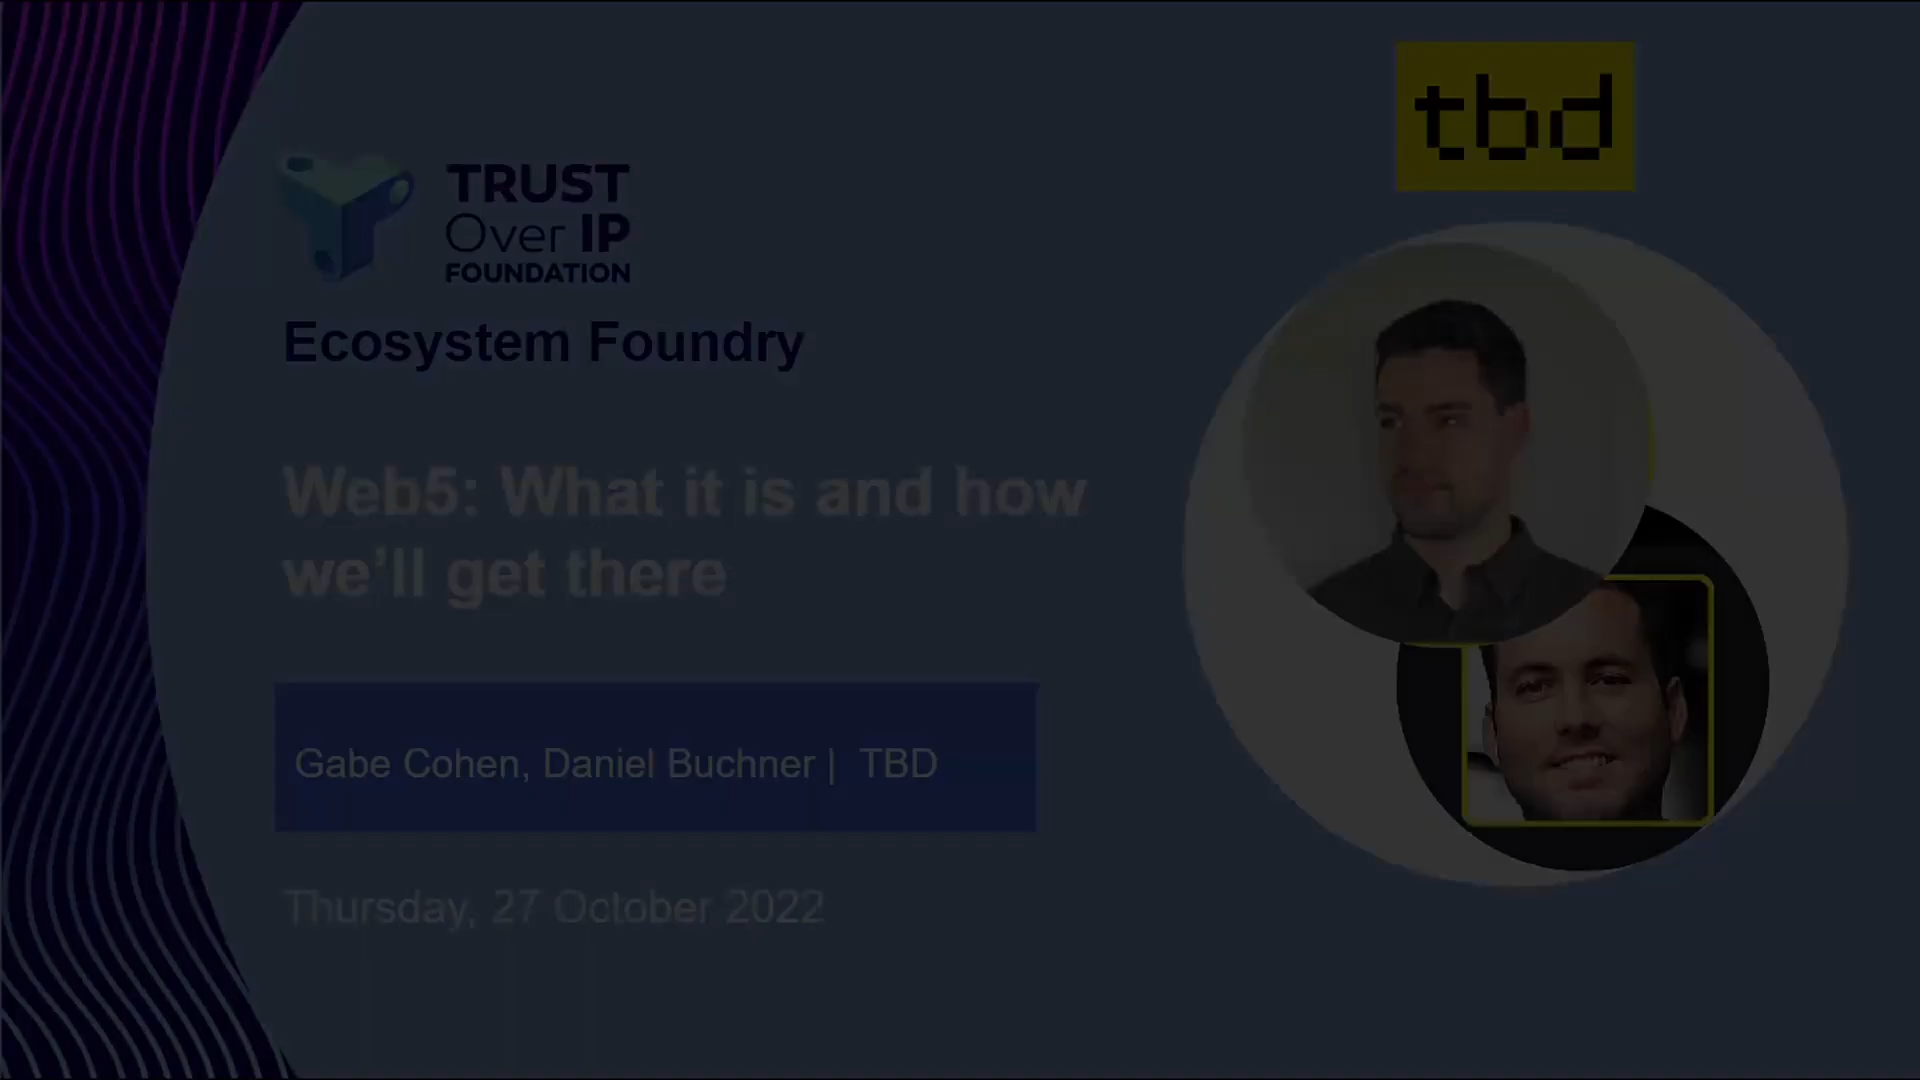 tbd
TRUST
Over IP
FOUNDATION
Ecosystem Foundry
Web5: What it is and how
we’ll get there
Gabe Cohen, Daniel Buchner | TBD
Thursday, 27 October 2022